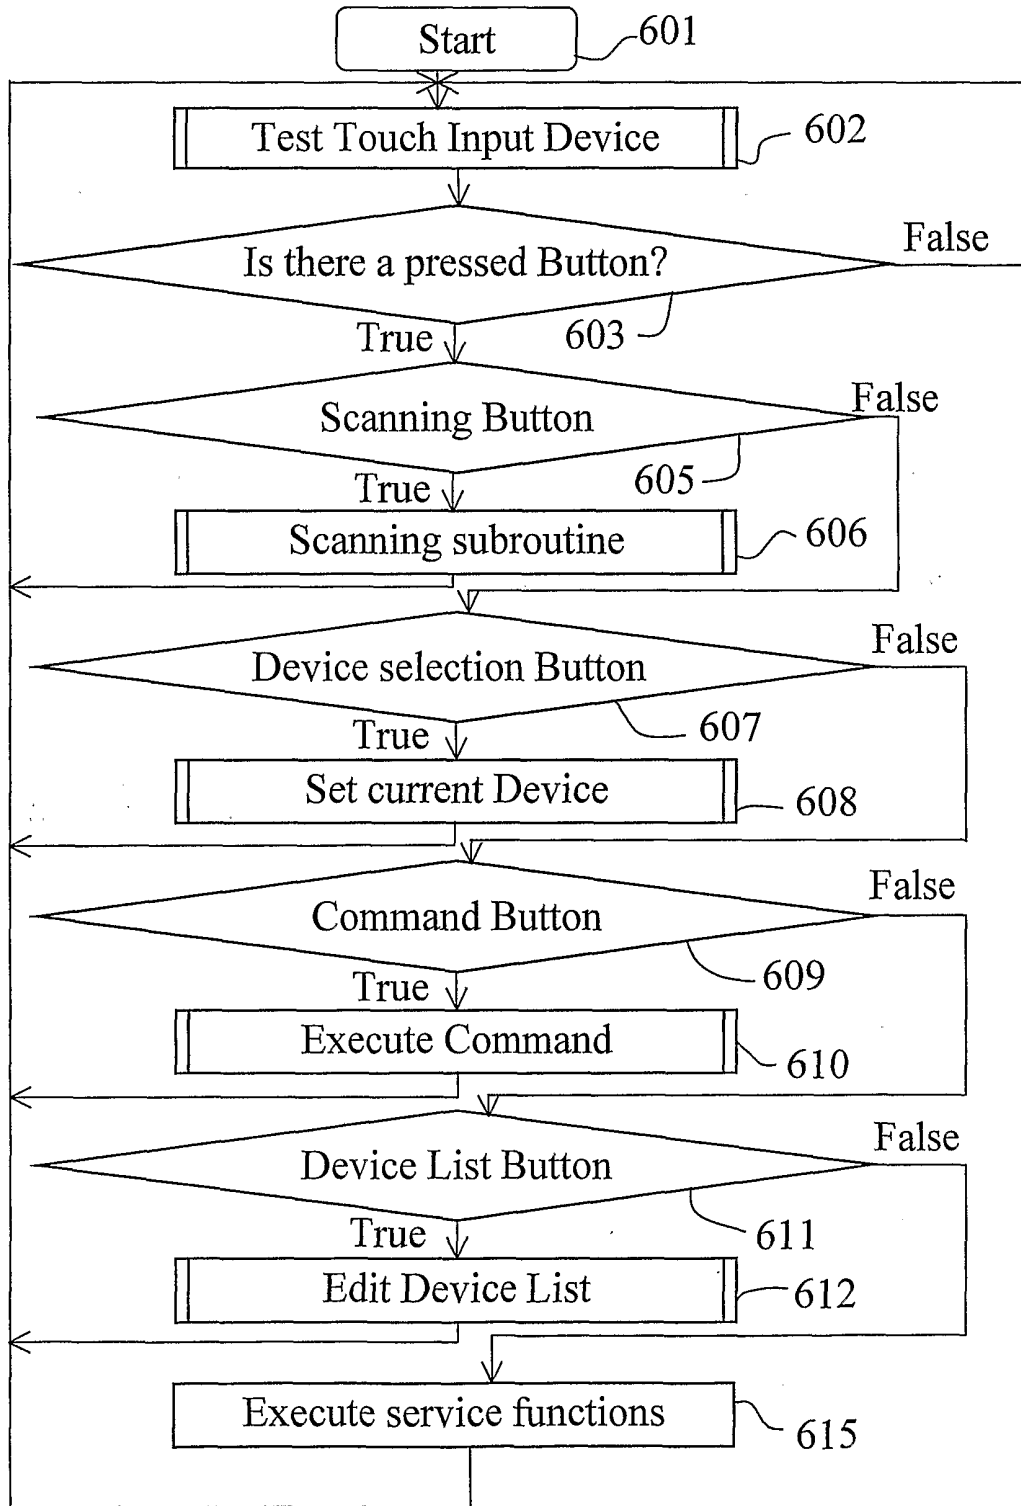 Start
601
Test Touch Input Device
602
False
Is there a pressed Button?
603
True
False
Scanning Button
605
True
Scanning subroutine
606
False
Device selection Button
607
True
Set current Device
608
False
Command Button
609
True
Execute Command
610
False
Device List Button
611
True
Edit Device List
612
Execute service functions
615